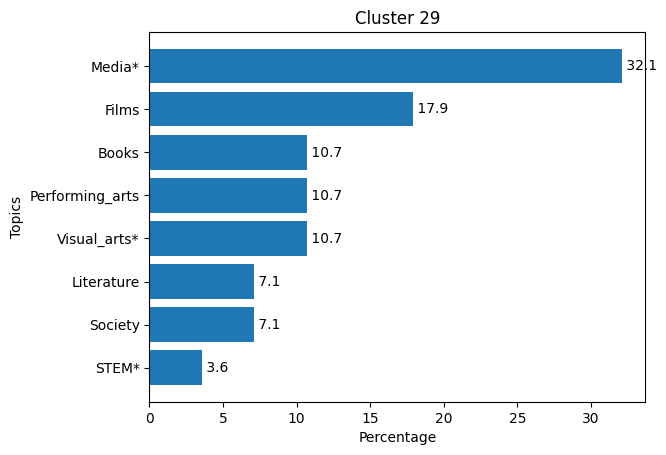 Cluster 29
Topics
Media* 32.1
Films 17.9
Books 10.7
Performing_arts 10.7
Visual_arts* 10.7
Literature 7.1
Society 7.1
STEM* 3.6
0 5 10 15 20 25 30
Percentage